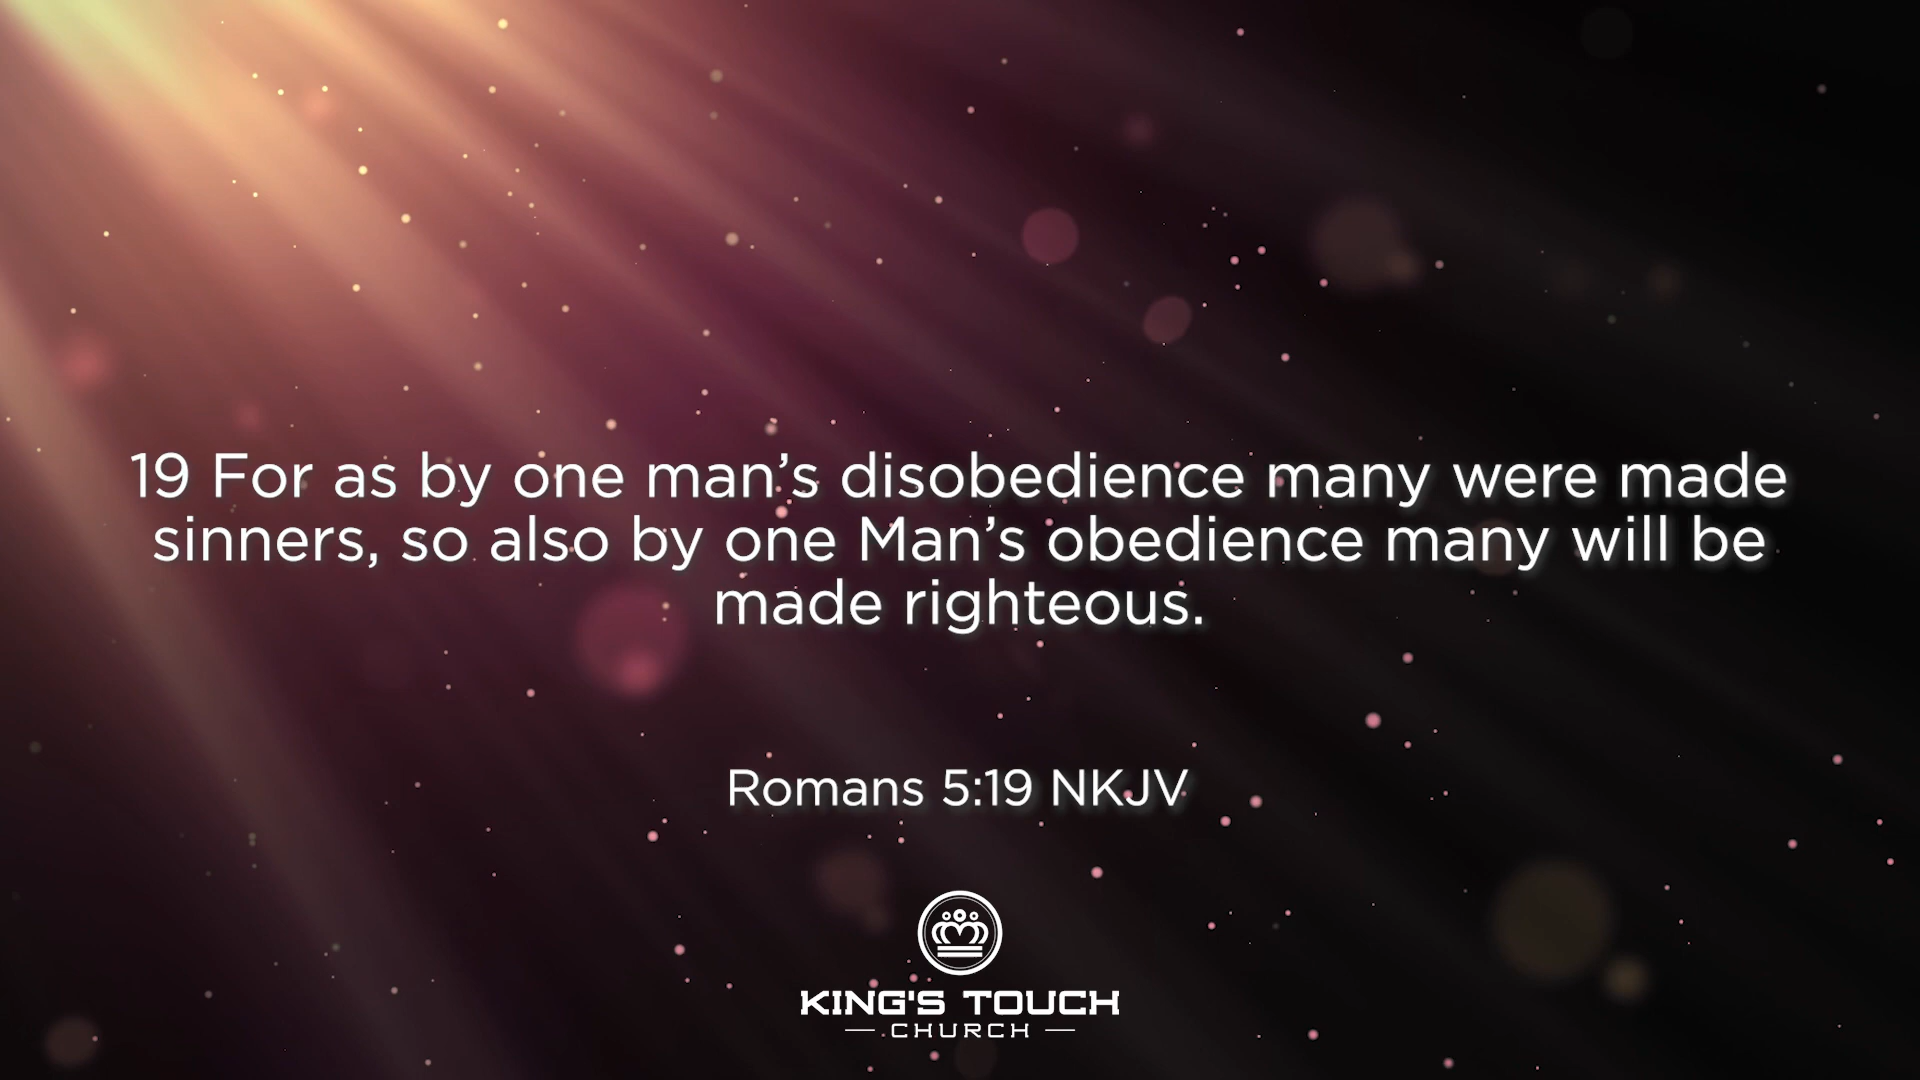 19 For as by one man’s disobedience many were made
sinners, so also by one Man’s obedience many will be
made righteous.
Romans 5:19 NKJV
KING'S TOUCH
CHURCH